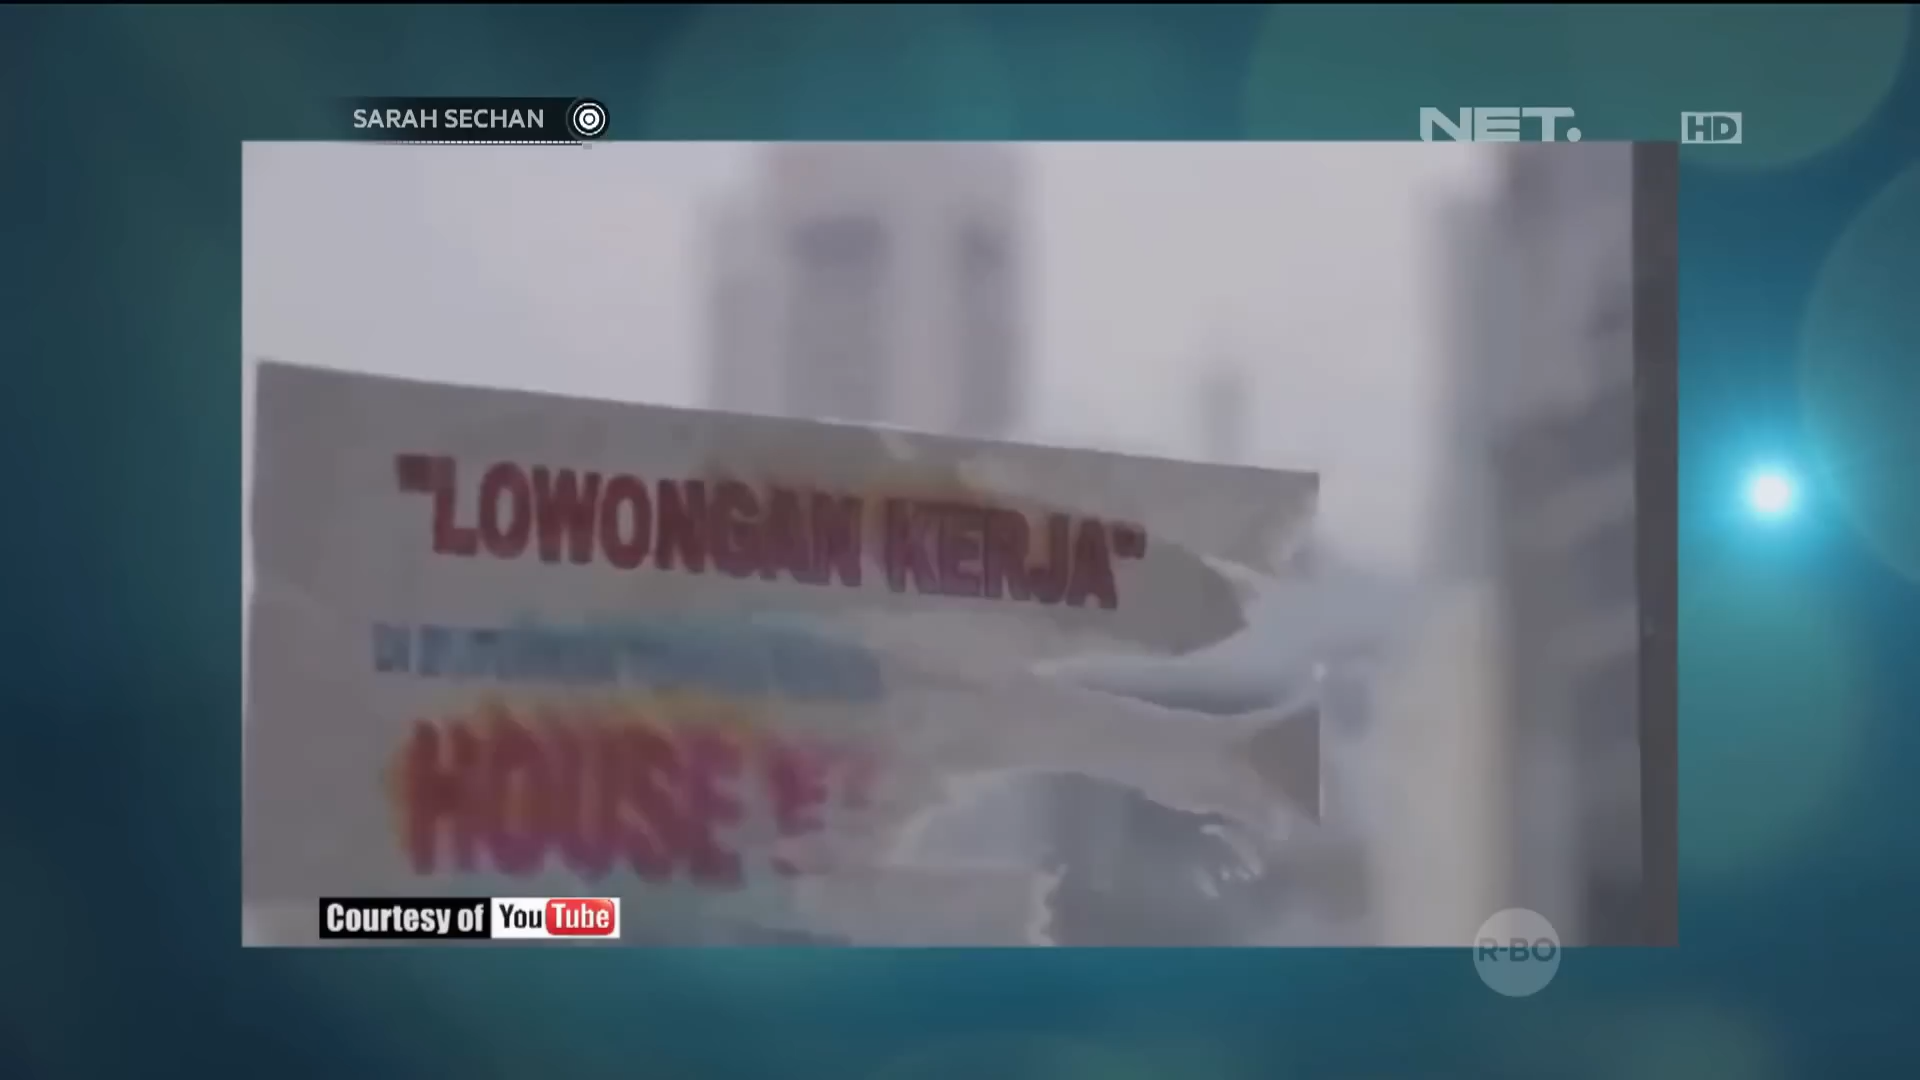 SARAH SECHAN
NET.
HD
"LOWONGAN KERJA"
HOUSE
Courtesy of YouTube
R-BO